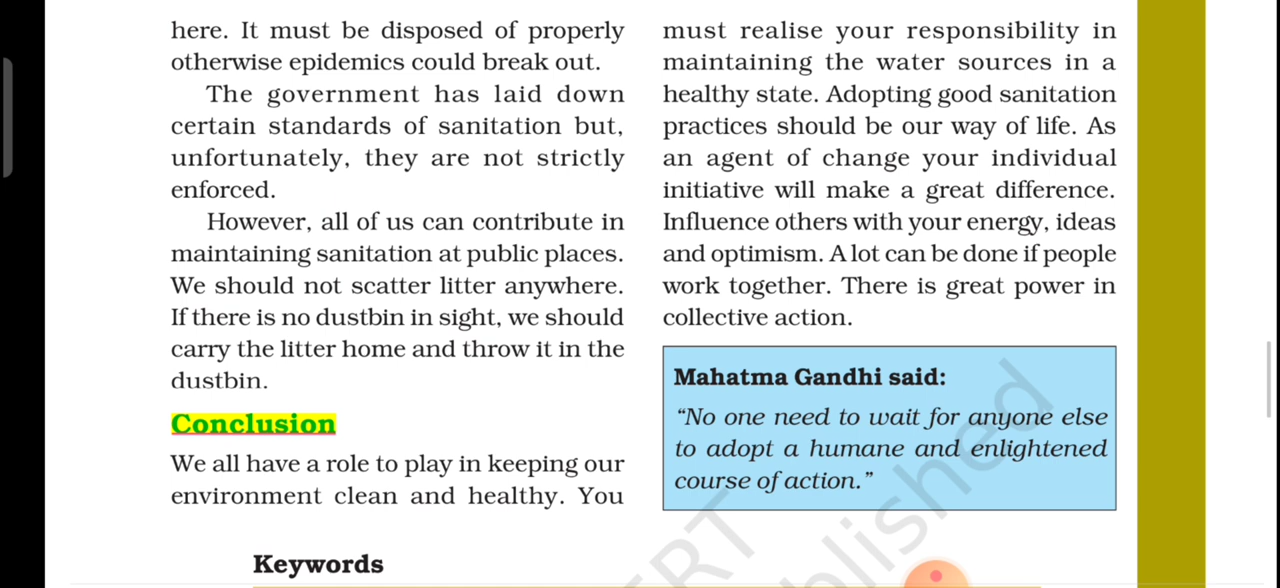 here. It must be disposed of properly
otherwise epidemics could break out.
The government has laid down
certain standards of sanitation but,
unfortunately, they are not strictly
enforced.
However, all of us can contribute in
maintaining sanitation at public places.
We should not scatter litter anywhere.
If there is no dustbin in sight, we should
carry the litter home and throw it in the
dustbin.
Conclusion
We all have a role to play in keeping our
environment clean and healthy. You
must realise your responsibility in
maintaining the water sources in a
healthy state. Adopting good sanitation
practices should be our way of life. As
an agent of change your individual
initiative will make a great difference.
Influence others with your energy, ideas
and optimism. A lot can be done if people
work together. There is great power in
collective action.
Mahatma Gandhi said:
“No one need to wait for anyone else
to adopt a humane and enlightened
course of action.”
Keywords